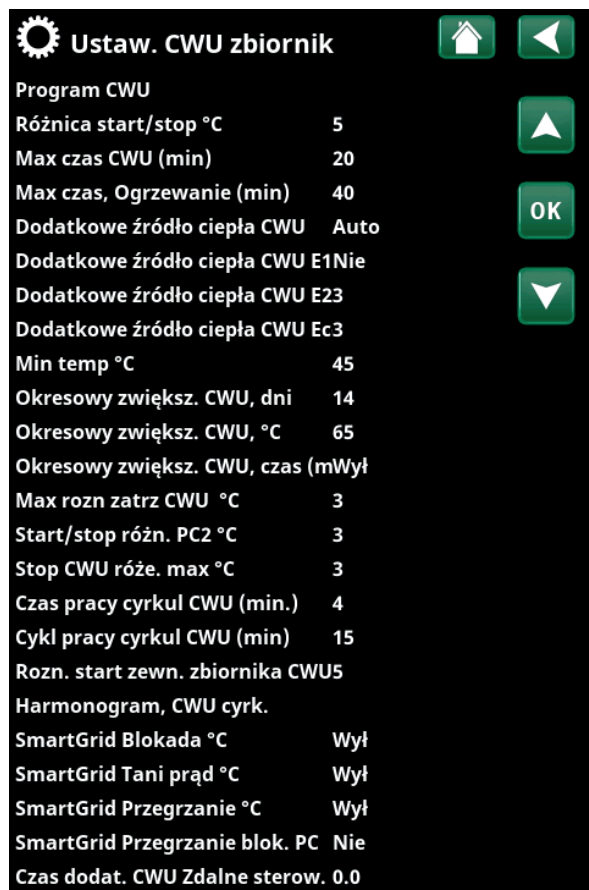 Ustaw. CWU zbiornik
Program CWU
Różnica start/stop °C 5
Max czas CWU (min) 20
Max czas, Ogrzewanie (min) 40
Dodatkowe źródło ciepła CWU Auto
OK
Dodatkowe źródło ciepła CWU E1Nie
Dodatkowe źródło ciepła CWU E23
Dodatkowe źródło ciepła CWU Ec3
Min temp °C 45
Okresowy zwiększ. CWU, dni 14
Okresowy zwiększ. CWU, °C 65
Okresowy zwiększ. CWU, czas (mWył
Max rozn zatrz CWU °C 3
Start/stop różn. PC2 °C 3
Stop CWU róże. max °C 3
Czas pracy cyrkul CWU (min.) 4
Cykl pracy cyrkul CWU (min) 15
Rozn. start zewn. zbiornika CWU5
Harmonogram, CWU cyrk.
SmartGrid Blokada °C Wył
SmartGrid Tani prąd °C Wył
SmartGrid Przegrzanie °C Wył
SmartGrid Przegrzanie blok. PC Nie
Czas dodat. CWU Zdalne sterow. 0.0